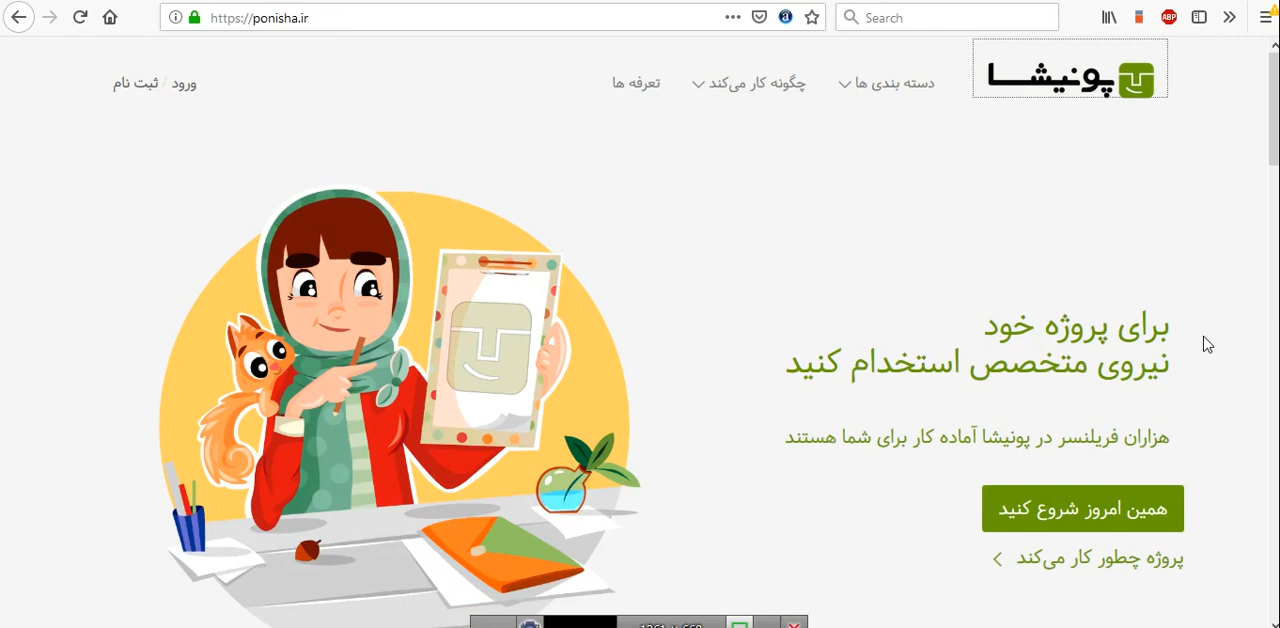 https://ponisha.ir
Search
ABP
پونیشا
دسته بندی ها
چگونه کار می‌کند
تعرفه ها
ورود / ثبت نام
برای پروژه خود
نیروی متخصص استخدام کنید
هزاران فریلنسر در پونیشا آماده کار برای شما هستند
همین امروز شروع کنید
پروژه چطور کار می‌کند